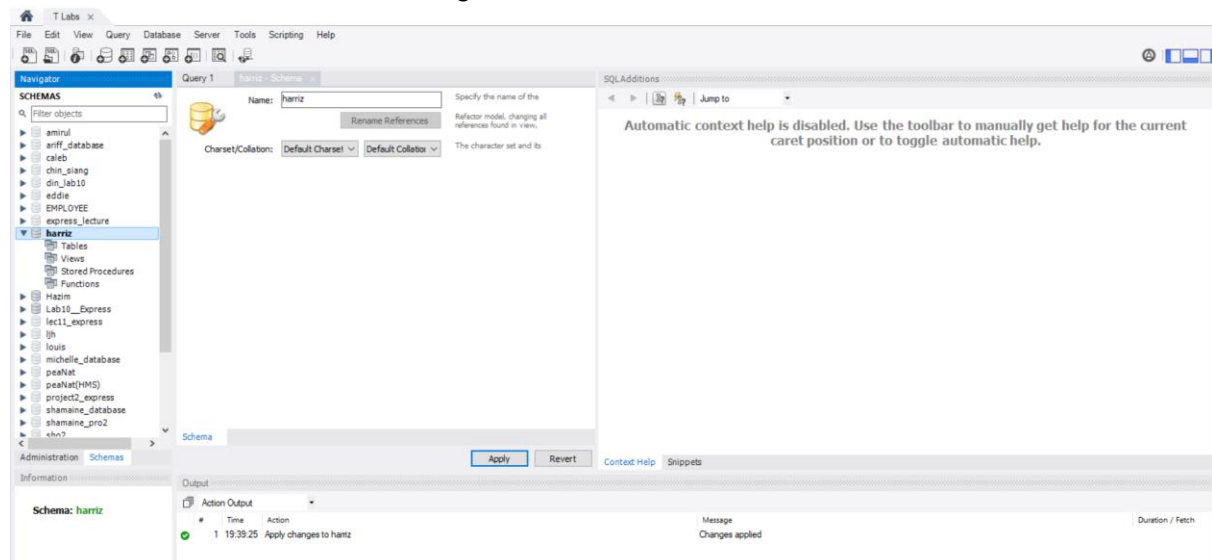 T Labs ×
File Edit View Query Database Server Tools Scripting Help
Navigator
SCHEMAS
Filter objects
amirul
ariff_database
caleb
chin_siang
din_lab10
eddie
EMPLOYEE
express_lecture
harriz
Tables
Views
Stored Procedures
Functions
Hazim
Lab10__Express
lec11_express
ljh
louis
michelle_database
peaNat
peaNat(HMS)
project2_express
shamaine_database
shamaine_pro2
sho2
Administration Schemas
Information
Schema: harriz
Query 1 harriz - Schema ×
Name: harriz
Specify the name of the
Rename References
Refactor model, changing all
references found in view,
Charset/Collation: Default Charset Default Collation
The character set and its
Schema
Apply Revert
SQLAdditions
Jump to
Automatic context help is disabled. Use the toolbar to manually get help for the current
caret position or to toggle automatic help.
Context Help Snippets
Output
Action Output
# Time Action Message Duration / Fetch
1 19:39:25 Apply changes to harriz Changes applied